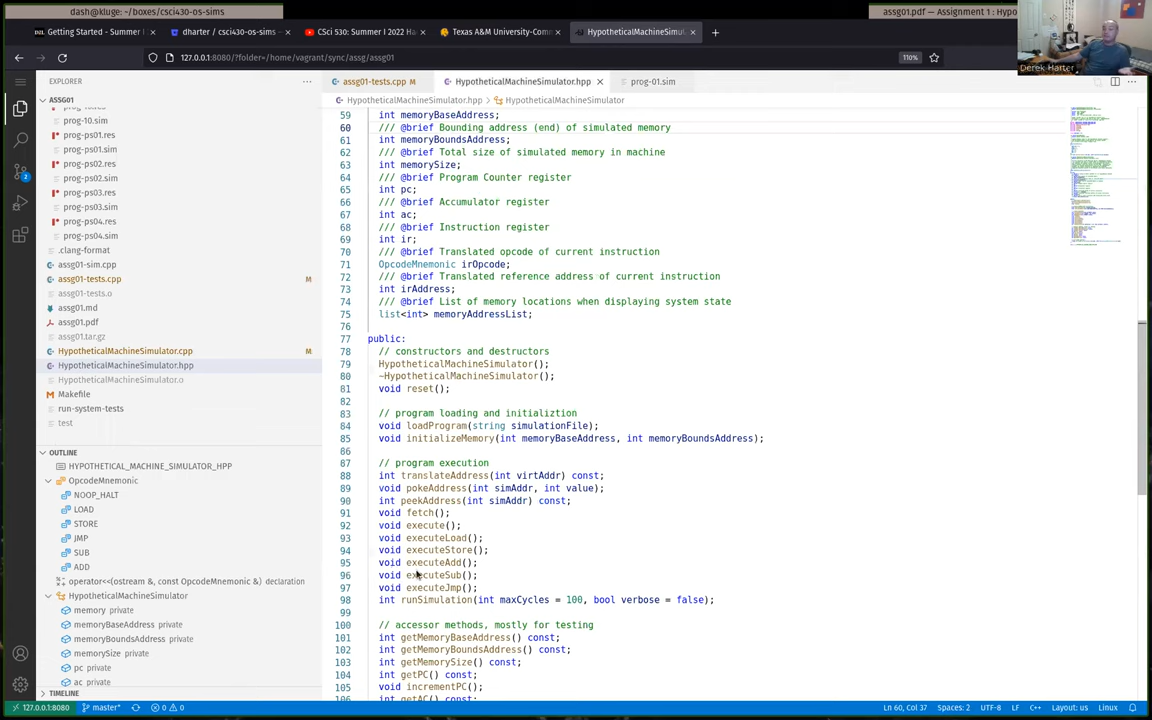 dash@kluge: ~/boxes/csci430-os-sims
assg01.pdf — Assignment 1 : Hypo
Getting Started - Summer I
dharter / csci430-os-sims
CSci 530: Summer I 2022 Ha
Texas A&M University-Comm
HypotheticalMachineSimulat
127.0.0.1:8080/?folder=/home/vagrant/sync/assg/assg01
110%
Derek Harter
EXPLORER
assg01-tests.cpp M
HypotheticalMachineSimulator.hpp
prog-01.sim
ASSG01
HypotheticalMachineSimulator.hpp > HypotheticalMachineSimulator
prog-10.sim
prog-ps01.res
prog-ps01.sim
prog-ps02.res
prog-ps02.sim
prog-ps03.res
prog-ps03.sim
prog-ps04.res
prog-ps04.sim
.clang-format
assg01-sim.cpp
assg01-tests.cpp M
assg01-tests.o
assg01.md
assg01.pdf
assg01.tar.gz
HypotheticalMachineSimulator.cpp M
HypotheticalMachineSimulator.hpp
HypotheticalMachineSimulator.o
Makefile
run-system-tests
test
OUTLINE
HYPOTHETICAL_MACHINE_SIMULATOR_HPP
OpcodeMnemonic
NOOP_HALT
LOAD
STORE
JMP
SUB
ADD
operator<<(ostream &, const OpcodeMnemonic &) declaration
HypotheticalMachineSimulator
memory private
memoryBaseAddress private
memoryBoundsAddress private
memorySize private
pc private
ac private
TIMELINE
59 int memoryBaseAddress;
60 /// @brief Bounding address (end) of simulated memory
61 int memoryBoundsAddress;
62 /// @brief Total size of simulated memory in machine
63 int memorySize;
64 /// @brief Program Counter register
65 int pc;
66 /// @brief Accumulator register
67 int ac;
68 /// @brief Instruction register
69 int ir;
70 /// @brief Translated opcode of current instruction
71 OpcodeMnemonic irOpcode;
72 /// @brief Translated reference address of current instruction
73 int irAddress;
74 /// @brief List of memory locations when displaying system state
75 list<int> memoryAddressList;
76
77 public:
78 // constructors and destructors
79 HypotheticalMachineSimulator();
80 ~HypotheticalMachineSimulator();
81 void reset();
82
83 // program loading and initializtion
84 void loadProgram(string simulationFile);
85 void initializeMemory(int memoryBaseAddress, int memoryBoundsAddress);
86
87 // program execution
88 int translateAddress(int virtAddr) const;
89 void pokeAddress(int simAddr, int value);
90 int peekAddress(int simAddr) const;
91 void fetch();
92 void execute();
93 void executeLoad();
94 void executeStore();
95 void executeAdd();
96 void executeSub();
97 void executeJmp();
98 int runSimulation(int maxCycles = 100, bool verbose = false);
99
100 // accessor methods, mostly for testing
101 int getMemoryBaseAddress() const;
102 int getMemoryBoundsAddress() const;
103 int getMemorySize() const;
104 int getPC() const;
105 void incrementPC();
106 int getAC() const;
127.0.0.1:8080
master*
0
0
Ln 60, Col 37
Spaces: 2
UTF-8
LF
C++
Layout: us
Linux